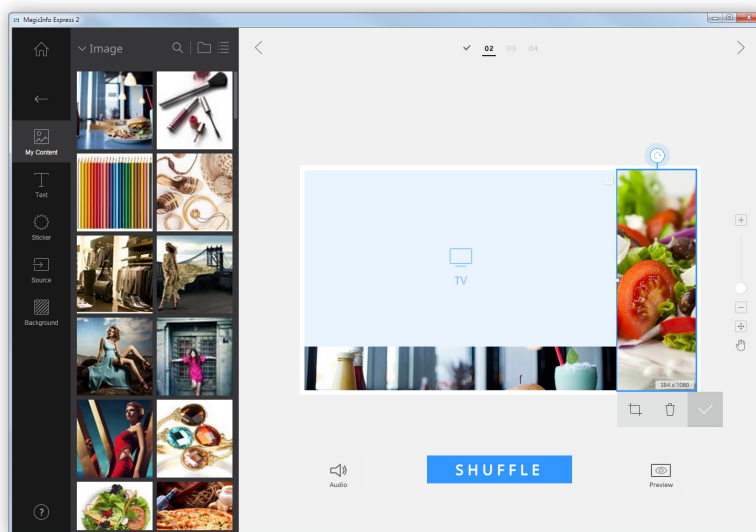 MagicInfo Express 2
Image
02 03 04
My Content
Text
Sticker
Source
Background
TV
384 x 1080
SHUFFLE
Audio
Preview
?